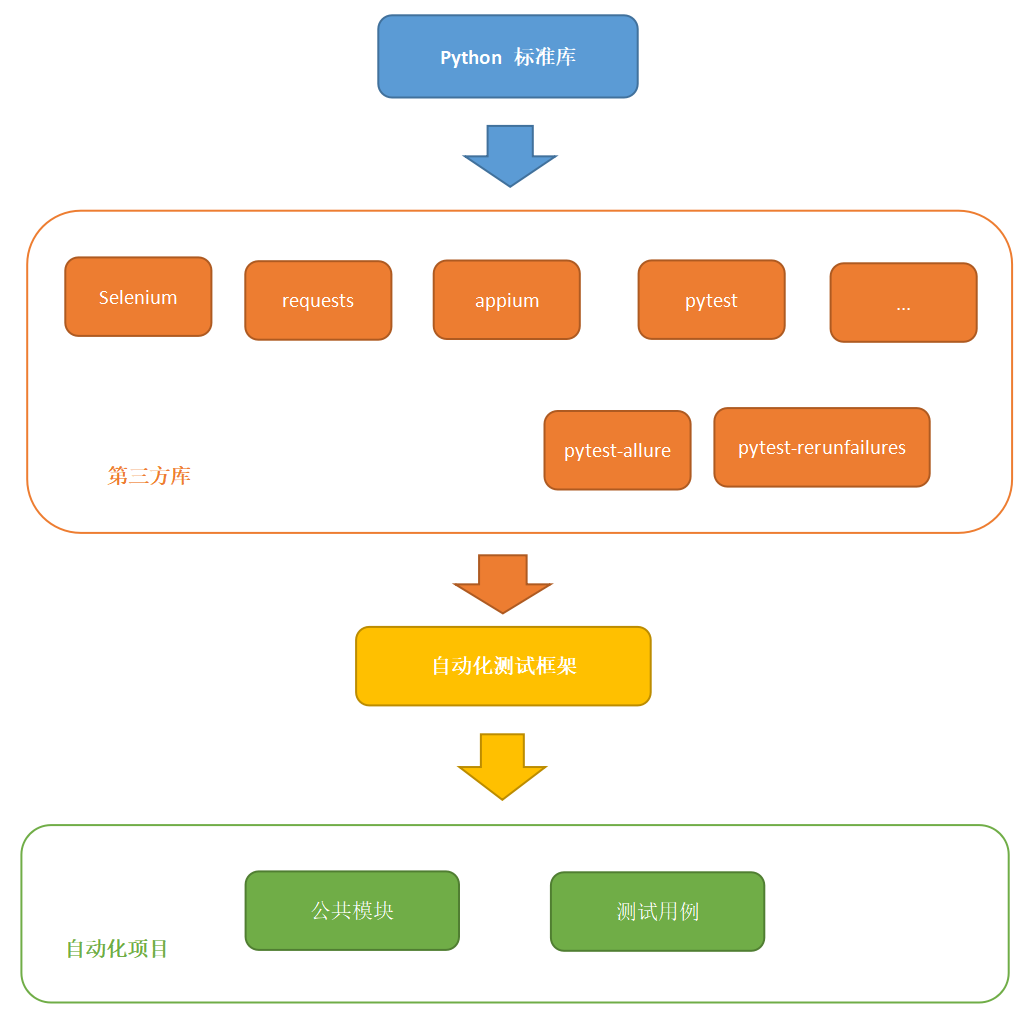 Python 标准库
Selenium
requests
appium
pytest
...
pytest-allure
pytest-rerunfailures
第三方库
自动化测试框架
公共模块
测试用例
自动化项目